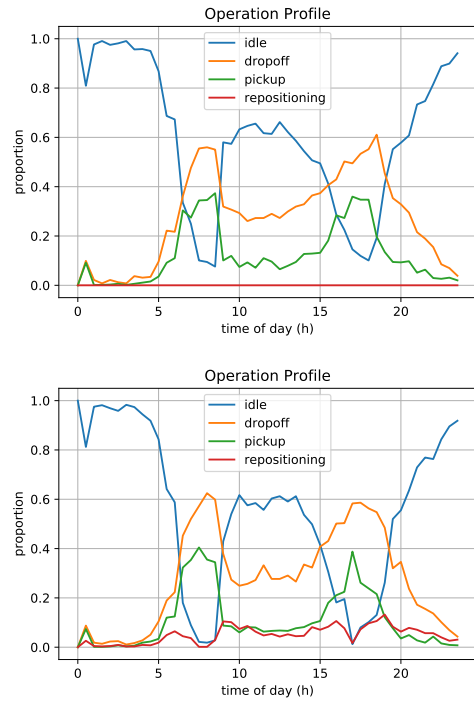 Operation Profile
1.0
0.8
0.6
0.4
0.2
0.0
proportion
idle
dropoff
pickup
repositioning
0 5 10 15 20
time of day (h)
Operation Profile
1.0
0.8
0.6
0.4
0.2
0.0
proportion
idle
dropoff
pickup
repositioning
0 5 10 15 20
time of day (h)